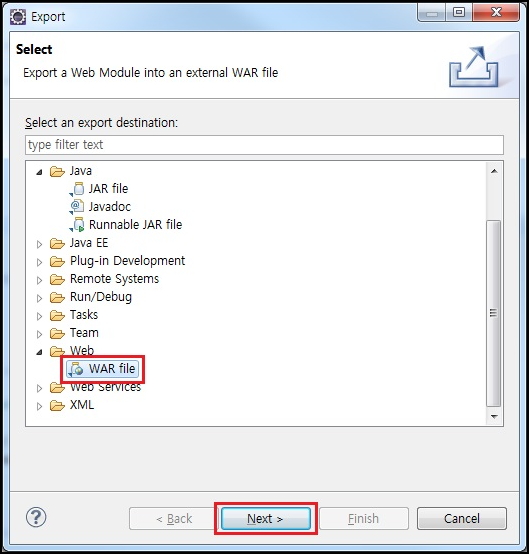 Export
Select
Export a Web Module into an external WAR file
Select an export destination:
type filter text
Java
JAR file
Javadoc
Runnable JAR file
Java EE
Plug-in Development
Remote Systems
Run/Debug
Tasks
Team
Web
WAR file
Web Services
XML
< Back
Next >
Finish
Cancel